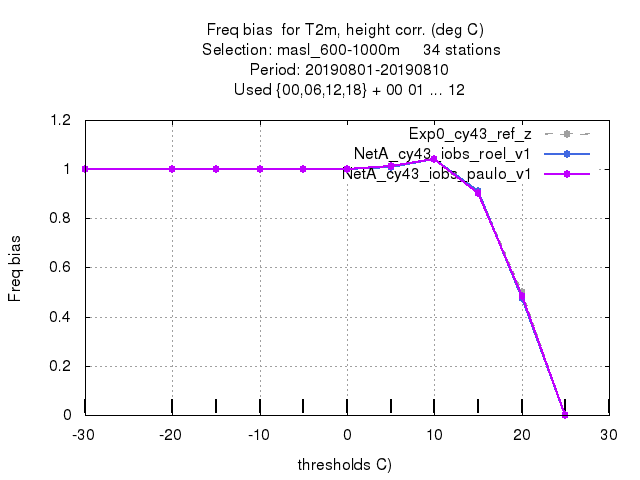 Freq bias  for T2m, height corr. (deg C)
Selection: masl_600-1000m     34 stations
Period: 20190801-20190810
Used {00,06,12,18} + 00 01 ... 12
Exp0_cy43_ref_z
NetA_cy43_iobs_roel_v1
NetA_cy43_iobs_paulo_v1
1.2
1
0.8
0.6
0.4
0.2
0
Freq bias
-30
-20
-10
0
10
20
30
thresholds C)